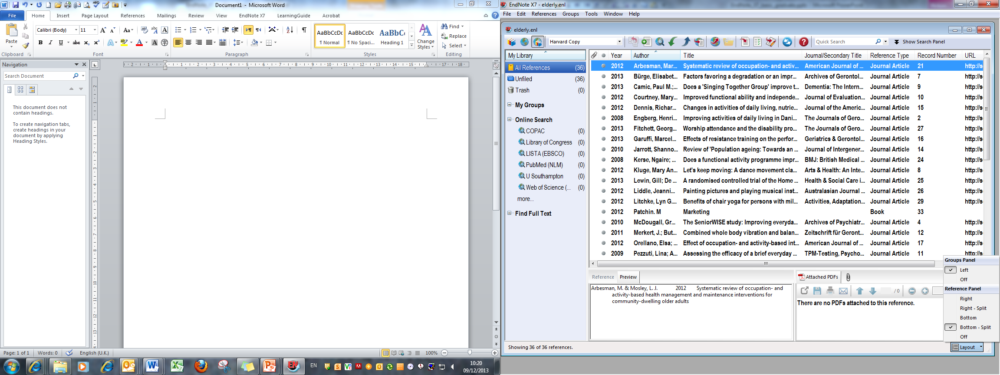 Document1 - Microsoft Word
File Home Insert Page Layout References Mailings Review View EndNote X7 LearningGuide Acrobat
Calibri (Body) 11
Paste
AaBbCcDc AaBbCcDc AaBbCc
¶ Normal ¶ No Spaci... Heading 1
Change Styles
Find
Replace
Select
Clipboard Font Paragraph Styles Editing
Navigation
Search Document
This document does not
contain headings.
To create navigation tabs,
create headings in your
document by applying
Heading Styles.
Page: 1 of 1 Words: 0 English (U.K.) 100%
EN 10:20
09/12/2013
EndNote X7 - elderly.enl
File Edit References Groups Tools Window Help
elderly.enl
Harvard Copy Quick Search Show Search Panel
My Library
All References (36)
Unfiled (36)
Trash (0)
My Groups
Online Search
COPAC (0)
Library of Congress (0)
LISTA (EBSCO) (0)
PubMed (NLM) (0)
U Southampton (0)
Web of Science (... (0)
more...
Find Full Text
Year Author Title Journal/Secondary Title Reference Type Record Number URL
2012 Arbesman, Mar... Systematic review of occupation- and activ... American Journal of ... Journal Article 21 http://s
2013 Bürge, Elisabet... Factors favoring a degradation or an impr... Archives of Gerontol... Journal Article 7 http://s
2013 Camic, Paul M.;... Does a 'Singing Together Group' improve t... Dementia: The Intern... Journal Article 9 http://s
2012 Courtney, Mary... Improved functional ability and independe... Journal of Evaluation... Journal Article 10 http://s
2012 Dennis, Richar... Changes in activities of daily living, nutrie... Journal of the Americ... Journal Article 15 http://s
2008 Engberg, Henri... Improving activities of daily living in Dani... The Journals of Gero... Journal Article 2 http://s
2013 Fitchett, Georg... Worship attendance and the disability pro... The Journals of Gero... Journal Article 27 http://s
2013 Garuffi, Marcel... Effects of resistance training on the perfor... Geriatrics & Gerontol... Journal Article 16 http://s
2010 Jarrott, Shanno... Review of 'Population ageing: Towards an ... Journal of Intergener... Journal Article 14 http://s
2008 Kerse, Ngaire; ... Does a functional activity programme impr... BMJ: British Medical ... Journal Article 24 http://s
2012 Kluge, Mary An... Let's keep moving: A dance movement cla... Arts & Health: An Inte... Journal Article 8 http://s
2013 Lewin, Gill; De ... A randomised controlled trial of the Home ... Health & Social Care i... Journal Article 25 http://s
2012 Liddle, Jeanni... Painting pictures and playing musical inst... Australasian Journal ... Journal Article 26 http://s
2012 Litchke, Lyn G.... Benefits of chair yoga for persons with mil... Activities, Adaptation... Journal Article 29 http://s
2012 Patchin. M Marketing Book 33
2010 McDougall, Gr... The SeniorWISE study: Improving everyda... Archives of Psychiatr... Journal Article 4 http://s
2011 Merkert, J.; But... Combined whole body vibration and balan... Zeitschrift für Geront... Journal Article 12 http://s
2012 Orellano, Elsa; ... Effect of occupation- and activity-based int... American Journal of ... Journal Article 17 http://s
2009 Pezzuti, Lina; A... Assessing the efficacy of a brief everyday ... TPM-Testing, Psycho... Journal Article 11 http://s
Reference Preview
Arbesman, M. & Mosley, L. J. 2012 Systematic review of occupation- and
activity-based health management and maintenance interventions for
community-dwelling older adults
Attached PDFs
/ 0
There are no PDFs attached to this reference.
Groups Panel
Left
Off
Reference Panel
Right
Right - Split
Bottom
Bottom - Split
Off
Showing 36 of 36 references.
Layout